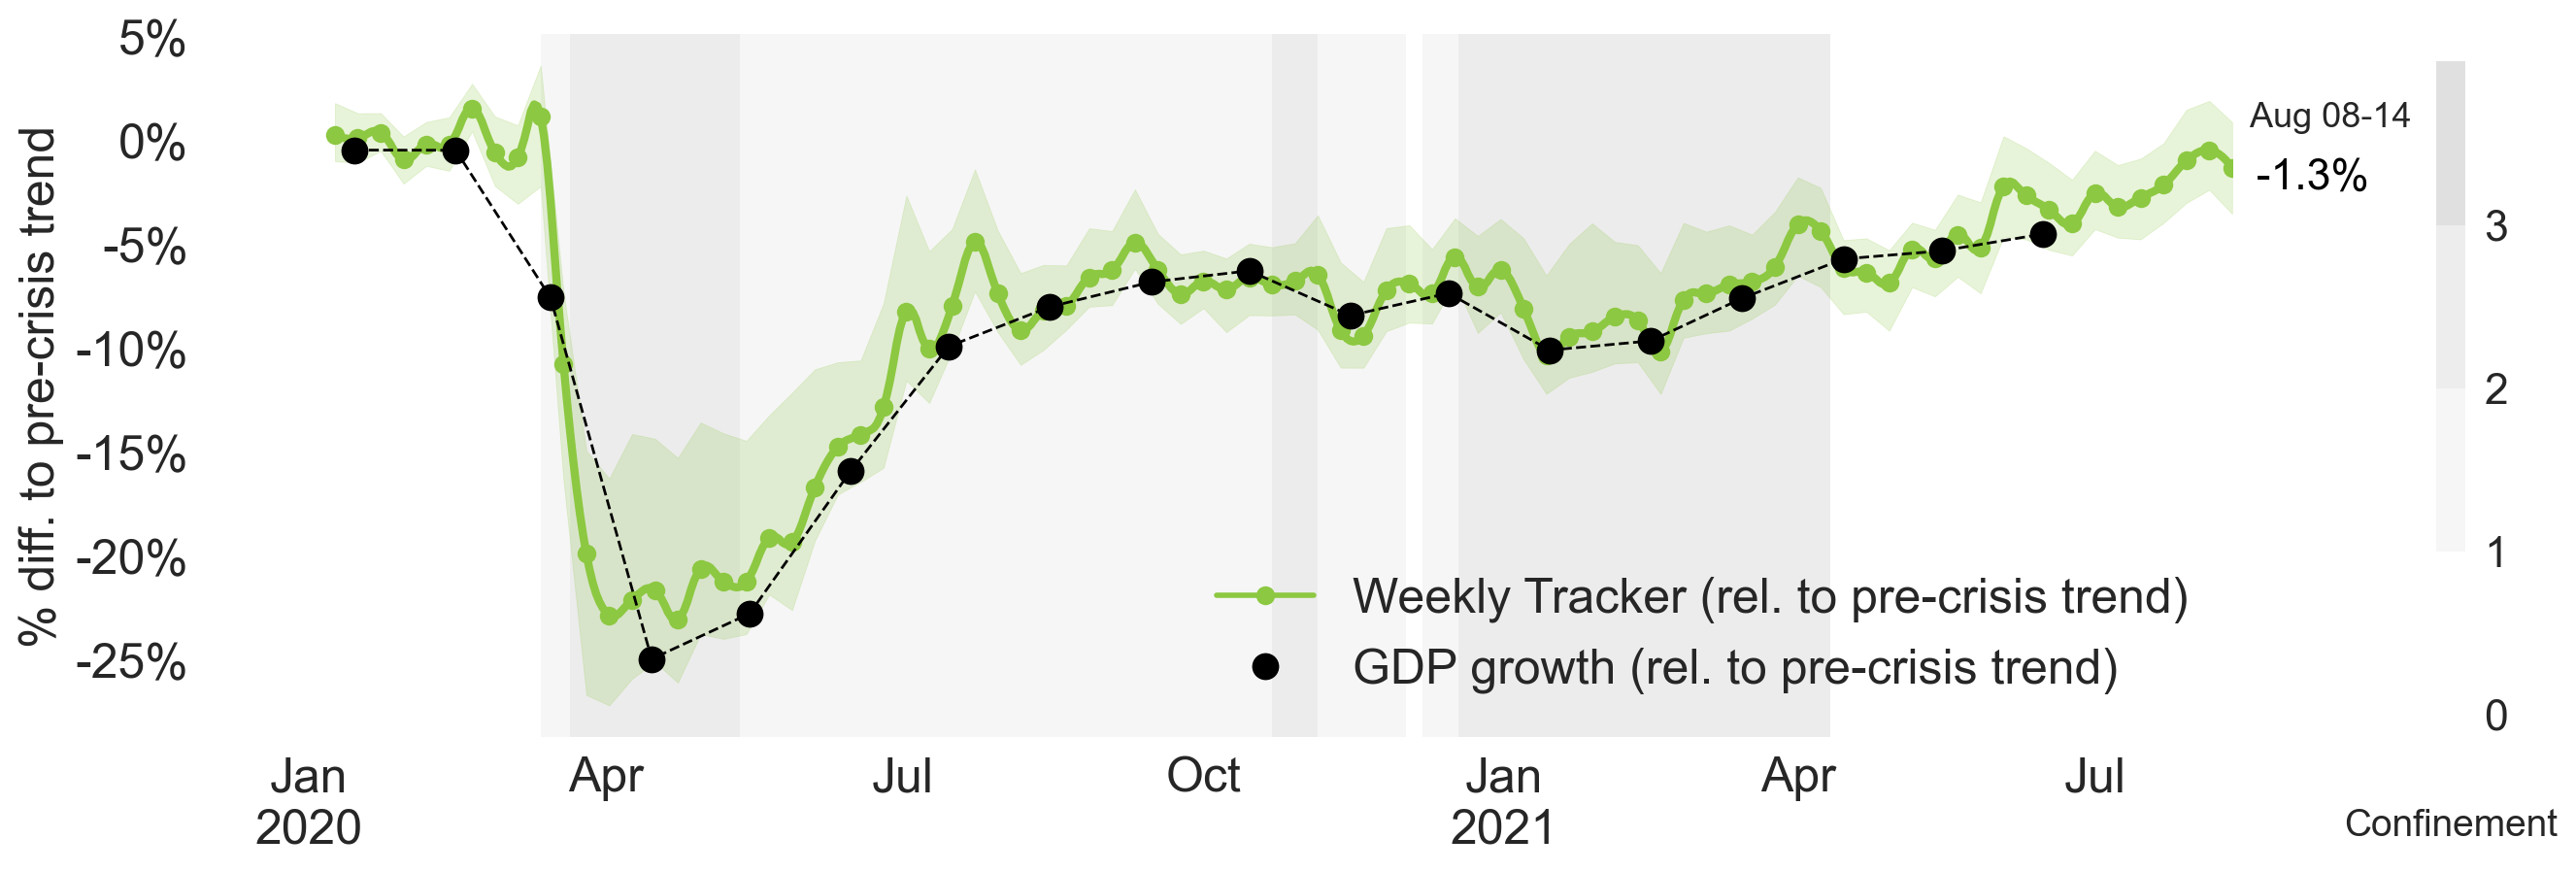 % diff. to pre-crisis trend
5%
0%
-5%
-10%
-15%
-20%
-25%
Aug 08-14
-1.3%
3
2
1
0
Weekly Tracker (rel. to pre-crisis trend)
GDP growth (rel. to pre-crisis trend)
Jan Apr Jul Oct Jan Apr Jul
2020 2021
Confinement